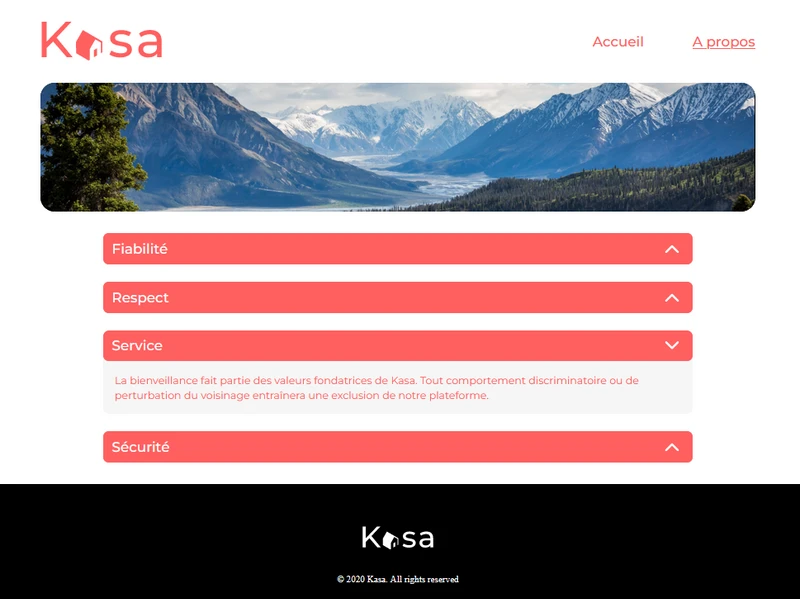 Kasa
Accueil
A propos
Fiabilité
Respect
Service
La bienveillance fait partie des valeurs fondatrices de Kasa. Tout comportement discriminatoire ou de
perturbation du voisinage entraînera une exclusion de notre plateforme.
Sécurité
Kasa
© 2020 Kasa. All rights reserved